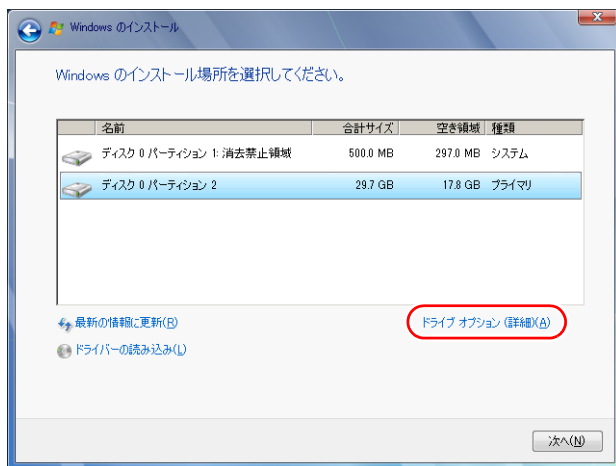 Windows のインストール
Windows のインストール場所を選択してください。
名前 合計サイズ 空き領域 種類
ディスク 0 パーティション 1: 消去禁止領域 500.0 MB 297.0 MB システム
ディスク 0 パーティション 2 29.7 GB 17.8 GB プライマリ
最新の情報に更新(R) ドライブ オプション (詳細)(A)
ドライバーの読み込み(L)
次へ(N)